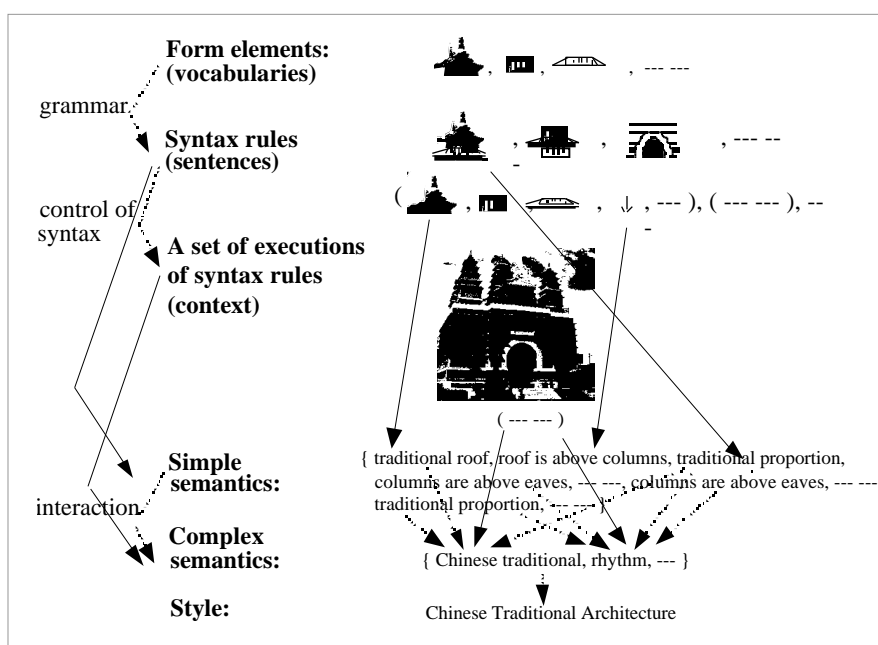 Form elements:
(vocabularies)
, , , --- ---
grammar
Syntax rules
(sentences)
, , , --- --
-
( , , , , --- ), ( --- --- ), --
-
control of
syntax
A set of executions
of syntax rules
(context)
( --- --- )
Simple
semantics:
{ traditional roof, roof is above columns, traditional proportion,
columns are above eaves, --- ---, columns are above eaves, --- ---
traditional proportion, --- --- }
interaction
Complex
semantics:
{ Chinese traditional, rhythm, --- }
Style:
Chinese Traditional Architecture